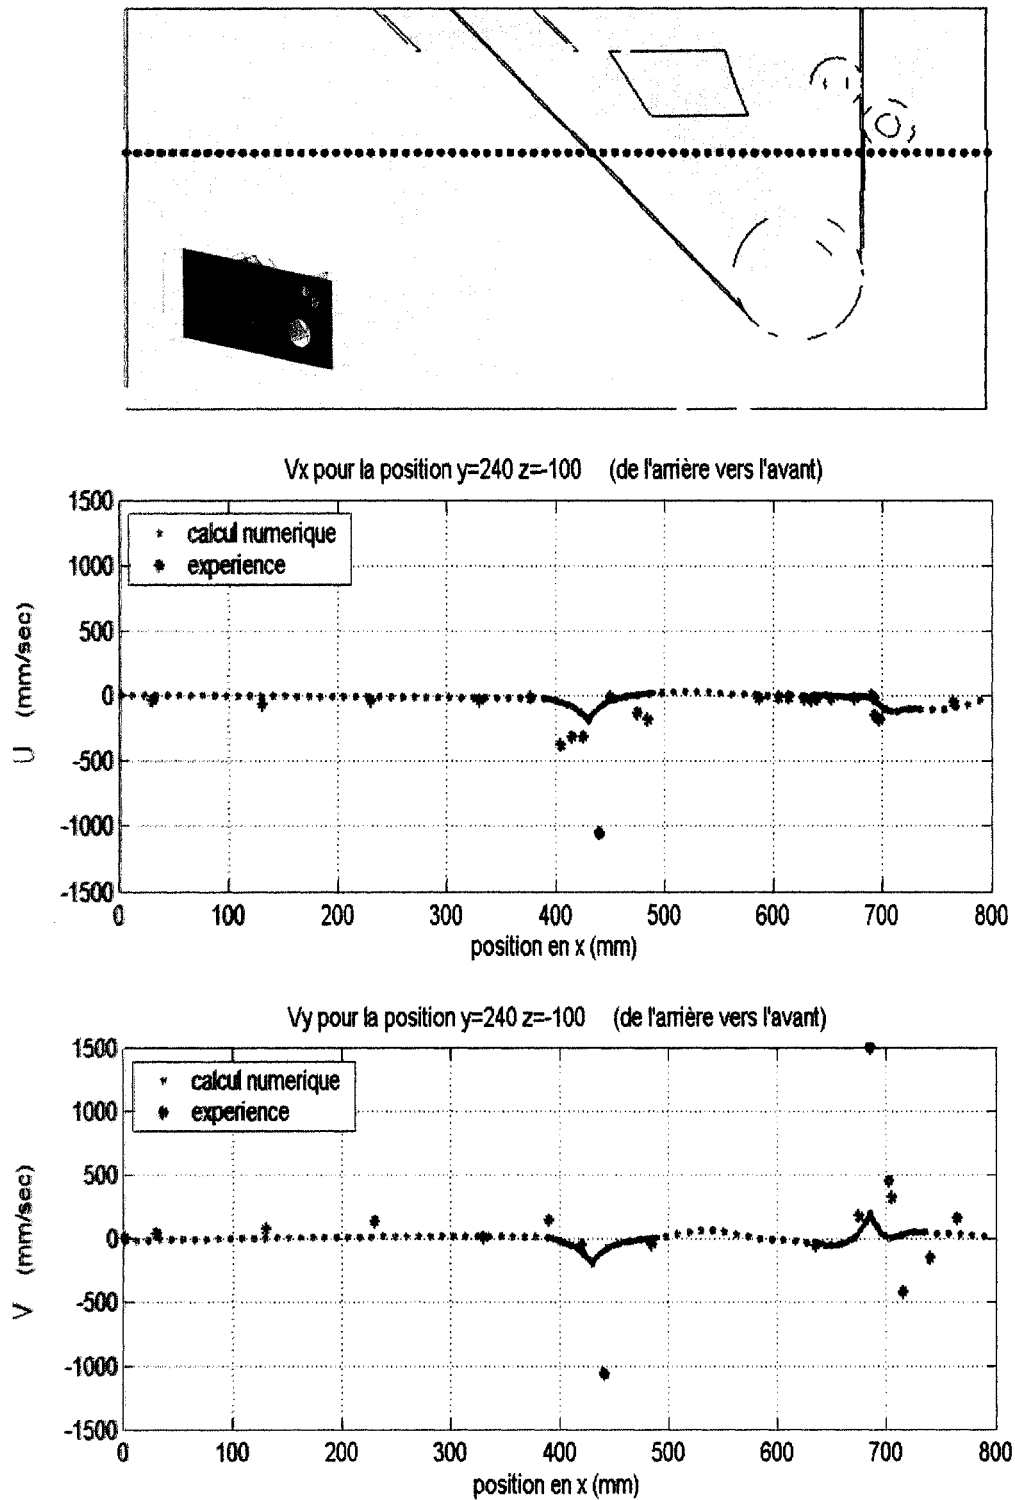 Vx pour la position y=240 z=-100 (de l'arrière vers l'avant)
1500
1000
500
0
-500
-1000
-1500
U (mm/sec)
calcul numerique
experience
0 100 200 300 400 500 600 700 800
position en x (mm)
Vy pour la position y=240 z=-100 (de l'arrière vers l'avant)
1500
1000
500
0
-500
-1000
-1500
V (mm/sec)
calcul numerique
experience
0 100 200 300 400 500 600 700 800
position en x (mm)